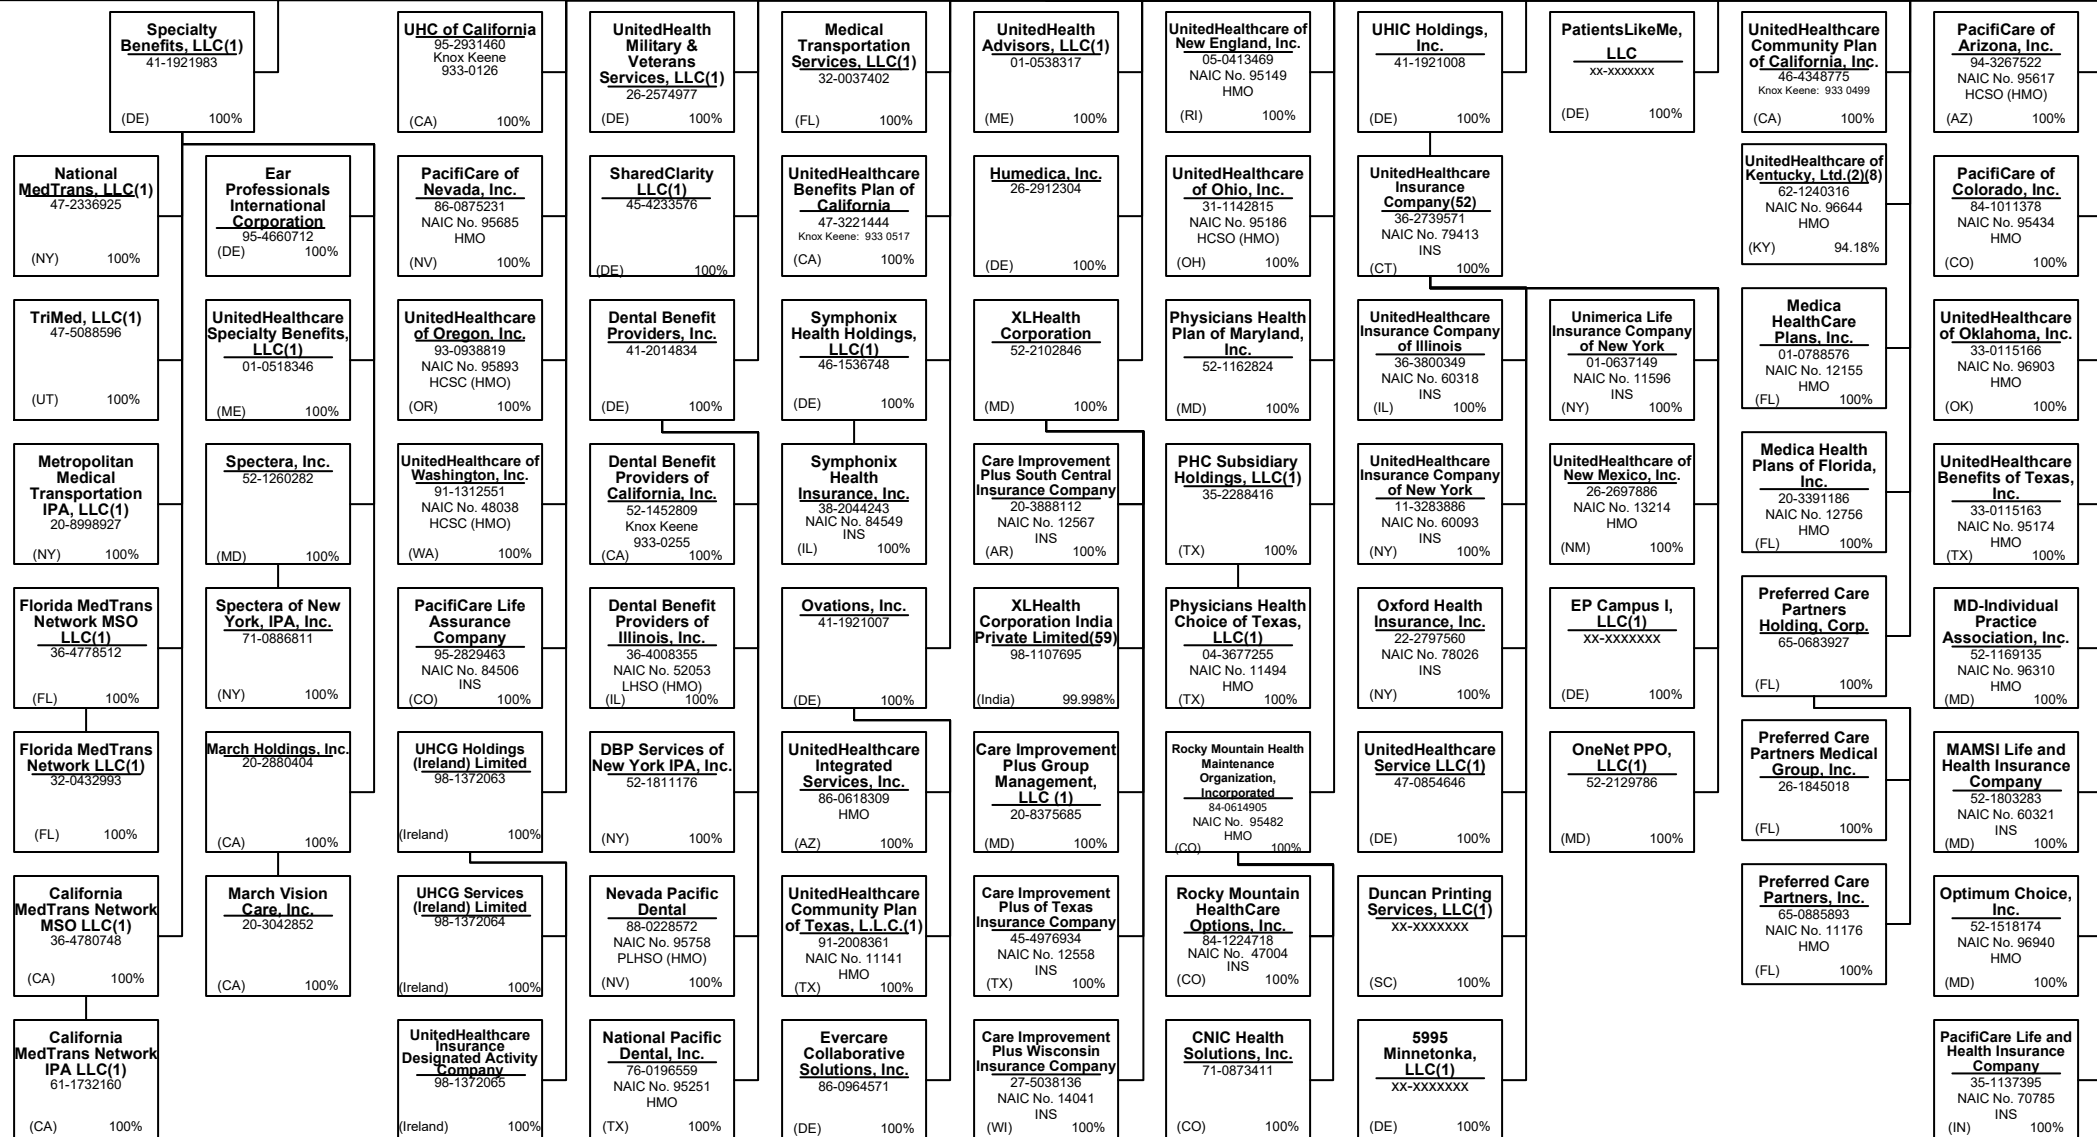 Specialty
Benefits, LLC(1)
41-1921983
(DE) 100%
National
MedTrans, LLC(1)
47-2336925
(NY) 100%
TriMed, LLC(1)
47-5088596
(UT) 100%
Metropolitan
Medical
Transportation
IPA, LLC(1)
20-8998927
(NY) 100%
Florida MedTrans
Network MSO
LLC(1)
36-4778512
(FL) 100%
Florida MedTrans
Network LLC(1)
32-0432993
(FL) 100%
California
MedTrans Network
MSO LLC(1)
36-4780748
(CA) 100%
California
MedTrans Network
IPA LLC(1)
61-1732160
(CA) 100%
Ear
Professionals
International
Corporation
95-4660712
(DE) 100%
UnitedHealthcare
Specialty Benefits,
LLC(1)
01-0518346
(ME) 100%
Spectera, Inc.
52-1260282
(MD) 100%
Spectera of New
York, IPA, Inc.
71-0886811
(NY) 100%
March Holdings, Inc.
20-2880404
(CA) 100%
March Vision
Care, Inc.
20-3042852
(CA) 100%
UHC of California
95-2931460
Knox Keene
933-0126
(CA) 100%
PacifiCare of
Nevada, Inc.
86-0875231
NAIC No. 95685
HMO
(NV) 100%
UnitedHealthcare
of Oregon, Inc.
93-0938819
NAIC No. 95893
HCSC (HMO)
(OR) 100%
UnitedHealthcare of
Washington, Inc.
91-1312551
NAIC No. 48038
HCSC (HMO)
(WA) 100%
PacifiCare Life
Assurance
Company
95-2829463
NAIC No. 84506
INS
(CO) 100%
UHCG Holdings
(Ireland) Limited
98-1372063
(Ireland) 100%
UHCG Services
(Ireland) Limited
98-1372064
(Ireland) 100%
UnitedHealthcare
Insurance
Designated Activity
Company
98-1372065
(Ireland) 100%
UnitedHealth
Military &
Veterans
Services, LLC(1)
26-2574977
(DE) 100%
SharedClarity
LLC(1)
45-4233576
(DE) 100%
Dental Benefit
Providers, Inc.
41-2014834
(DE) 100%
Dental Benefit
Providers of
California, Inc.
52-1452809
Knox Keene
933-0255
(CA) 100%
Dental Benefit
Providers of
Illinois, Inc.
36-4008355
NAIC No. 52053
LHSO (HMO)
(IL) 100%
DBP Services of
New York IPA, Inc.
52-1811176
(NY) 100%
Nevada Pacific
Dental
88-0228572
NAIC No. 95758
PLHSO (HMO)
(NV) 100%
National Pacific
Dental, Inc.
76-0196559
NAIC No. 95251
HMO
(TX) 100%
Medical
Transportation
Services, LLC(1)
32-0037402
(FL) 100%
UnitedHealthcare
Benefits Plan of
California
47-3221444
Knox Keene: 933 0517
(CA) 100%
Symphonix
Health Holdings,
LLC(1)
46-1536748
(DE) 100%
Symphonix
Health
Insurance, Inc.
38-2044243
NAIC No. 84549
INS
(IL) 100%
Ovations, Inc.
41-1921007
(DE) 100%
UnitedHealthcare
Integrated
Services, Inc.
86-0618309
HMO
(AZ) 100%
UnitedHealthcare
Community Plan
of Texas, L.L.C.(1)
91-2008361
NAIC No. 11141
HMO
(TX) 100%
Evercare
Collaborative
Solutions, Inc.
86-0964571
(DE) 100%
UnitedHealth
Advisors, LLC(1)
01-0538317
(ME) 100%
Humedica, Inc.
26-2912304
(DE) 100%
XLHealth
Corporation
52-2102846
(MD) 100%
Care Improvement
Plus South Central
Insurance Company
20-3888112
NAIC No. 12567
INS
(AR) 100%
XLHealth
Corporation India
Private Limited(59)
98-1107695
(India) 99.998%
Care Improvement
Plus Group
Management,
LLC (1)
20-8375685
(MD) 100%
Care Improvement
Plus of Texas
Insurance Company
45-4976934
NAIC No. 12558
INS
(TX) 100%
Care Improvement
Plus Wisconsin
Insurance Company
27-5038136
NAIC No. 14041
INS
(WI) 100%
UnitedHealthcare of
New England, Inc.
05-0413469
NAIC No. 95149
HMO
(RI) 100%
UnitedHealthcare
of Ohio, Inc.
31-1142815
NAIC No. 95186
HCSO (HMO)
(OH) 100%
Physicians Health
Plan of Maryland,
Inc.
52-1162824
(MD) 100%
PHC Subsidiary
Holdings, LLC(1)
35-2288416
(TX) 100%
Physicians Health
Choice of Texas,
LLC(1)
04-3677255
NAIC No. 11494
HMO
(TX) 100%
Rocky Mountain Health
Maintenance
Organization,
Incorporated
84-0614905
NAIC No. 95482
HMO
(CO) 100%
Rocky Mountain
HealthCare
Options, Inc.
84-1224718
NAIC No. 47004
INS
(CO) 100%
CNIC Health
Solutions, Inc.
71-0873411
(CO) 100%
UHIC Holdings,
Inc.
41-1921008
(DE) 100%
UnitedHealthcare
Insurance
Company(52)
36-2739571
NAIC No. 79413
INS
(CT) 100%
UnitedHealthcare
Insurance Company
of Illinois
36-3800349
NAIC No. 60318
INS
(IL) 100%
UnitedHealthcare
Insurance Company
of New York
11-3283886
NAIC No. 60093
INS
(NY) 100%
Oxford Health
Insurance, Inc.
22-2797560
NAIC No. 78026
INS
(NY) 100%
UnitedHealthcare
Service LLC(1)
47-0854646
(DE) 100%
Duncan Printing
Services, LLC(1)
xx-xxxxxxx
(SC) 100%
5995
Minnetonka,
LLC(1)
xx-xxxxxxx
(DE) 100%
PatientsLikeMe,
LLC
xx-xxxxxxx
(DE) 100%
Unimerica Life
Insurance Company
of New York
01-0637149
NAIC No. 11596
INS
(NY) 100%
UnitedHealthcare of
New Mexico, Inc.
26-2697886
NAIC No. 13214
HMO
(NM) 100%
EP Campus I,
LLC(1)
xx-xxxxxxx
(DE) 100%
OneNet PPO,
LLC(1)
52-2129786
(MD) 100%
UnitedHealthcare
Community Plan
of California, Inc.
46-4348775
Knox Keene: 933 0499
(CA) 100%
UnitedHealthcare of
Kentucky, Ltd.(2)(8)
62-1240316
NAIC No. 96644
HMO
(KY) 94.18%
Medica
HealthCare
Plans, Inc.
01-0788576
NAIC No. 12155
HMO
(FL) 100%
Medica Health
Plans of Florida,
Inc.
20-3391186
NAIC No. 12756
HMO
(FL) 100%
Preferred Care
Partners
Holding, Corp.
65-0683927
(FL) 100%
Preferred Care
Partners Medical
Group, Inc.
26-1845018
(FL) 100%
Preferred Care
Partners, Inc.
65-0885893
NAIC No. 11176
HMO
(FL) 100%
PacifiCare of
Arizona, Inc.
94-3267522
NAIC No. 95617
HCSO (HMO)
(AZ) 100%
PacifiCare of
Colorado, Inc.
84-1011378
NAIC No. 95434
HMO
(CO) 100%
UnitedHealthcare
of Oklahoma, Inc.
33-0115166
NAIC No. 96903
HMO
(OK) 100%
UnitedHealthcare
Benefits of Texas,
Inc.
33-0115163
NAIC No. 95174
HMO
(TX) 100%
MD-Individual
Practice
Association, Inc.
52-1169135
NAIC No. 96310
HMO
(MD) 100%
MAMSI Life and
Health Insurance
Company
52-1803283
NAIC No. 60321
INS
(MD) 100%
Optimum Choice,
Inc.
52-1518174
NAIC No. 96940
HMO
(MD) 100%
PacifiCare Life and
Health Insurance
Company
35-1137395
NAIC No. 70785
INS
(IN) 100%